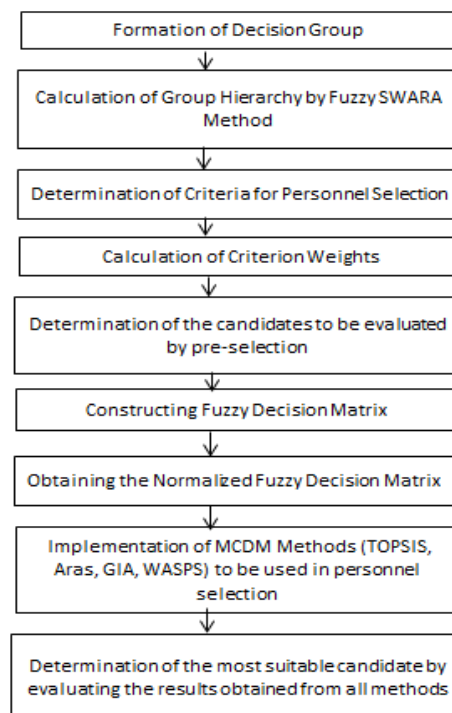 Formation of Decision Group
Calculation of Group Hierarchy by Fuzzy SWARA
Method
Determination of Criteria for Personnel Selection
Calculation of Criterion Weights
Determination of the candidates to be evaluated
by pre-selection
Constructing Fuzzy Decision Matrix
Obtaining the Normalized Fuzzy Decision Matrix
Implementation of MCDM Methods (TOPSIS,
Aras, GIA, WASPS) to be used in personnel
selection
Determination of the most suitable candidate by
evaluating the results obtained from all methods